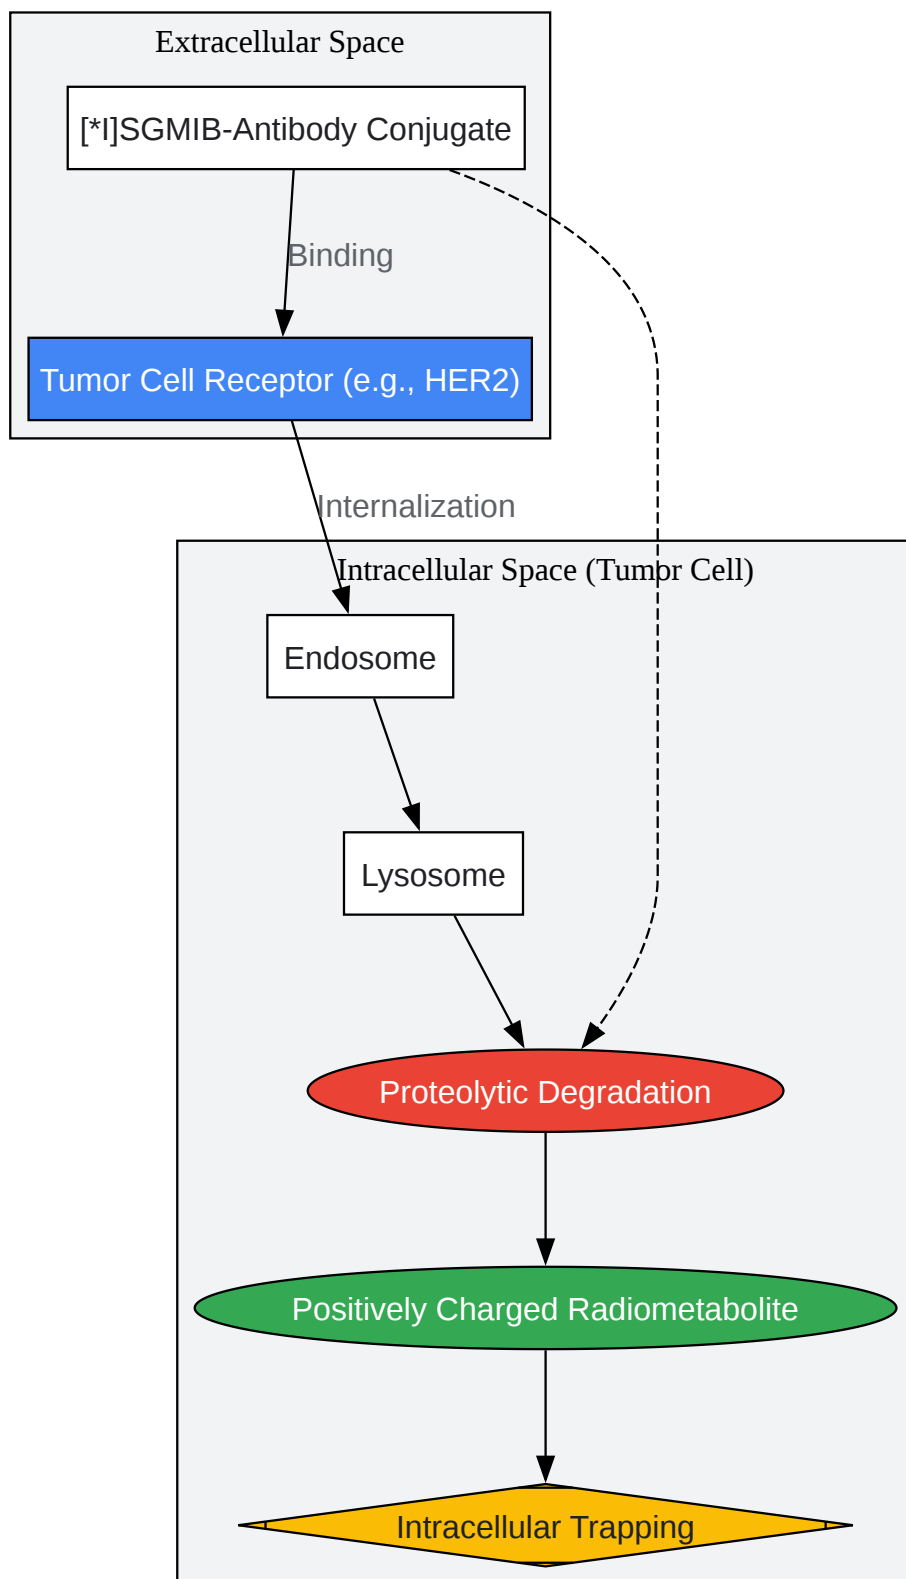 Extracellular Space
[*I]SGMIB-Antibody Conjugate
Binding
Tumor Cell Receptor (e.g., HER2)
Internalization
Intracellular Space (Tumor Cell)
Endosome
Lysosome
Proteolytic Degradation
Positively Charged Radiometabolite
Intracellular Trapping